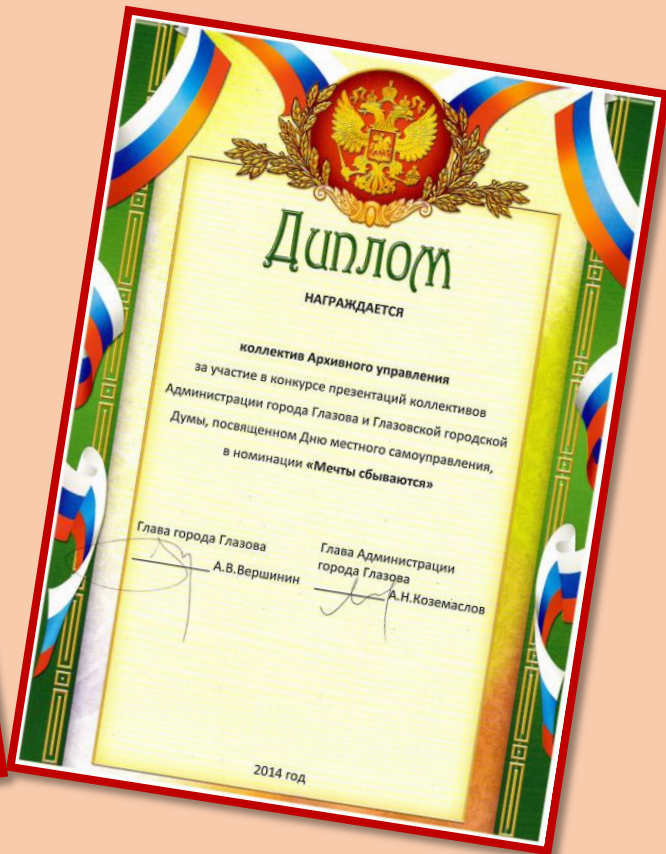 Диплом
НАГРАЖДАЕТСЯ
коллектив Архивного управления
за участие в конкурсе презентаций коллективов
Администрации города Глазова и Глазовской городской
Думы, посвященном Дню местного самоуправления,
в номинации «Мечты сбываются»
Глава города Глазова
А.В.Вершинин
Глава Администрации
города Глазова
А.Н.Коземаслов
2014 год